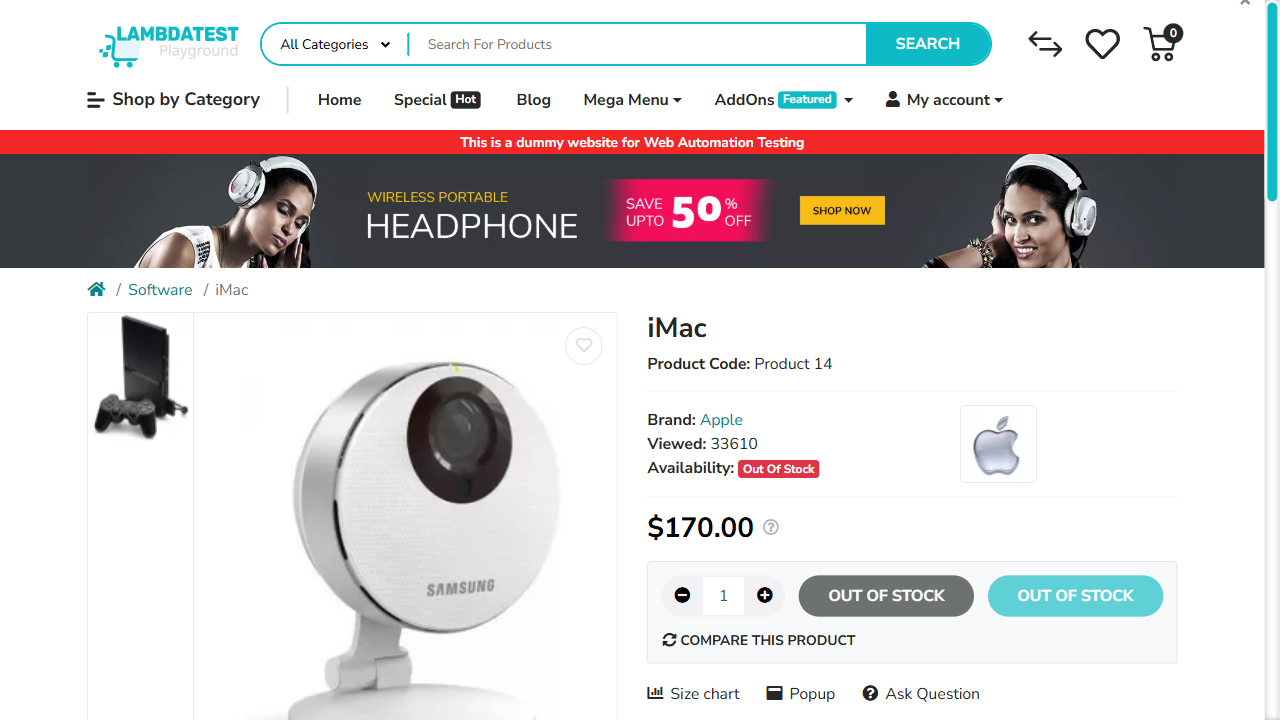 LAMBDATEST
Playground
All Categories
Search For Products
SEARCH
0
Shop by Category
Home
Special Hot
Blog
Mega Menu
AddOns Featured
My account
This is a dummy website for Web Automation Testing
WIRELESS PORTABLE
HEADPHONE
SAVE UPTO 50% OFF
SHOP NOW
/ Software / iMac
iMac
Product Code: Product 14
Brand: Apple
Viewed: 33610
Availability: Out Of Stock
$170.00
1
OUT OF STOCK
OUT OF STOCK
COMPARE THIS PRODUCT
Size chart
Popup
Ask Question
SAMSUNG